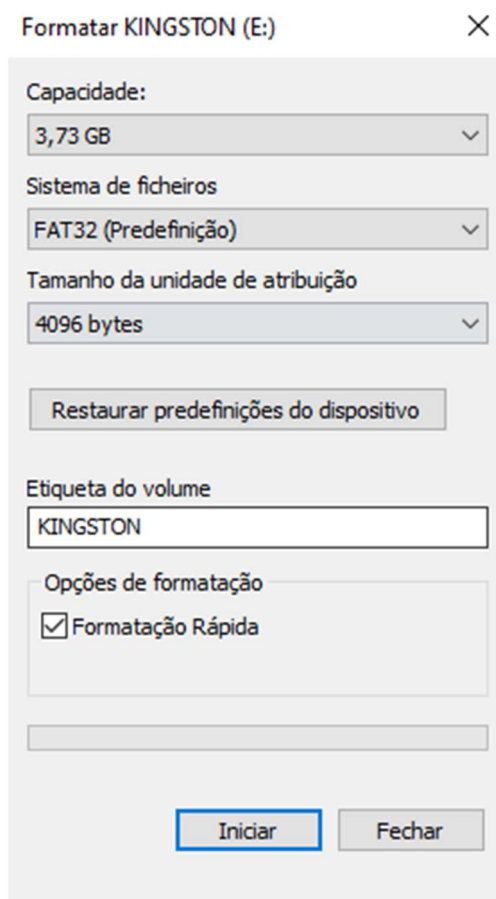 Formatar KINGSTON (E:)
Capacidade:
3,73 GB
Sistema de ficheiros
FAT32 (Predefinição)
Tamanho da unidade de atribuição
4096 bytes
Restaurar predefinições do dispositivo
Etiqueta do volume
KINGSTON
Opções de formatação
Formatação Rápida
Iniciar
Fechar